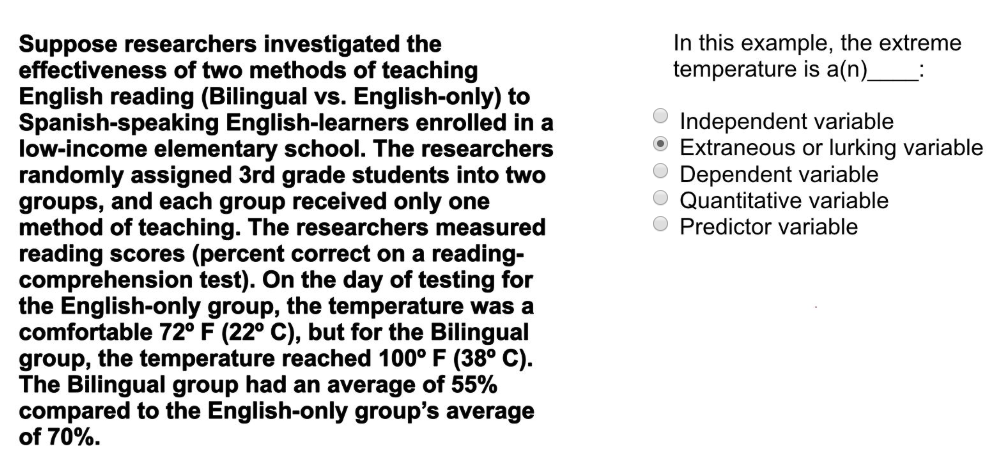 Suppose researchers investigated the
effectiveness of two methods of teaching
English reading (Bilingual vs. English-only) to
Spanish-speaking English-learners enrolled in a
low-income elementary school. The researchers
randomly assigned 3rd grade students into two
groups, and each group received only one
method of teaching. The researchers measured
reading scores (percent correct on a reading-
comprehension test). On the day of testing for
the English-only group, the temperature was a
comfortable 72º F (22º C), but for the Bilingual
group, the temperature reached 100º F (38º C).
The Bilingual group had an average of 55%
compared to the English-only group’s average
of 70%.
In this example, the extreme
temperature is a(n)____:
Independent variable
Extraneous or lurking variable
Dependent variable
Quantitative variable
Predictor variable